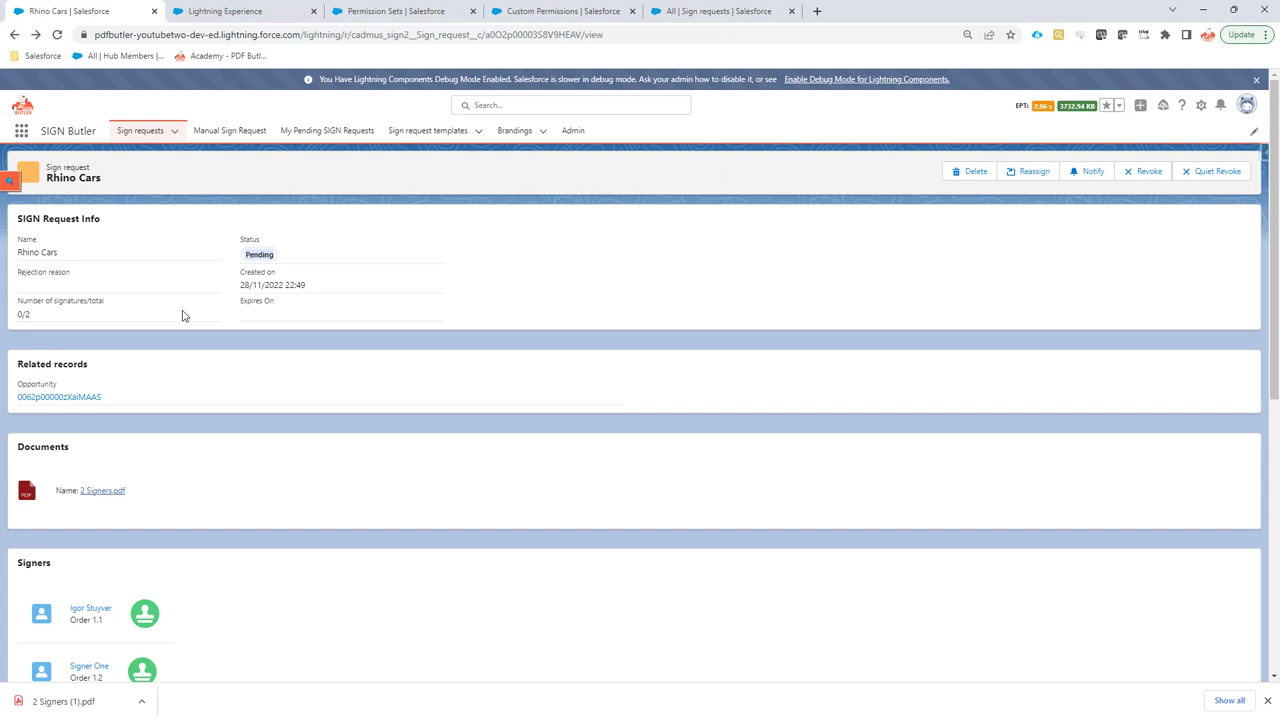 Rhino Cars | Salesforce
Lightning Experience
Permission Sets | Salesforce
Custom Permissions | Salesforce
All | Sign requests | Salesforce
pdfbutler-youtubetwo-dev-ed.lightning.force.com/lightning/r/cadmus_sign2__Sign_request__c/a0O2p00003S8V9HEAV/view
Update
Salesforce
All | Hub Members |...
Academy - PDF Butl...
You Have Lightning Components Debug Mode Enabled. Salesforce is slower in debug mode. Ask your admin how to disable it, or see Enable Debug Mode for Lightning Components.
Search...
EPT: 2.06 s 3732.94 KB
SIGN Butler
Sign requests
Manual Sign Request
My Pending SIGN Requests
Sign request templates
Brandings
Admin
Sign request
Rhino Cars
Delete
Reassign
Notify
Revoke
Quiet Revoke
SIGN Request Info
Name
Status
Rhino Cars
Pending
Rejection reason
Created on
28/11/2022 22:49
Number of signatures/total
Expires On
0/2
Related records
Opportunity
0062p00000zXaiMAAS
Documents
PDF
Name: 2 Signers.pdf
Signers
Igor Stuyver
Order 1.1
Signer One
Order 1.2
2 Signers (1).pdf
Show all